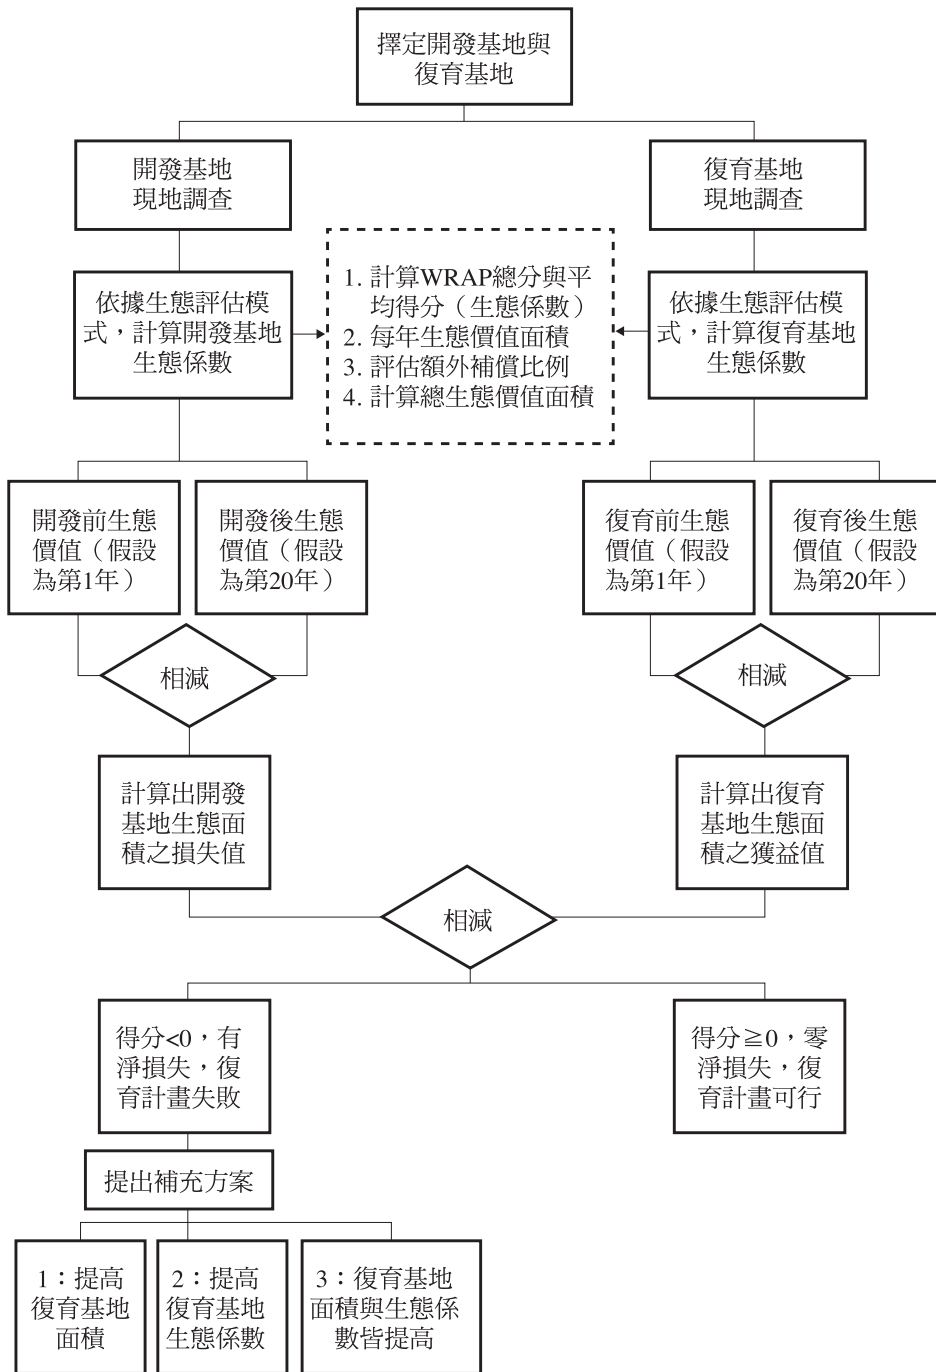 擇定開發基地與
復育基地
開發基地
現地調查
復育基地
現地調查
依據生態評估模
式，計算開發基地
生態係數
1. 計算WRAP總分與平
均得分（生態係數）
2. 每年生態價值面積
3. 評估額外補償比例
4. 計算總生態價值面積
依據生態評估模
式，計算復育基地
生態係數
開發前生態
價值（假設
為第1年）
開發後生態
價值（假設
為第20年）
復育前生態
價值（假設
為第1年）
復育後生態
價值（假設
為第20年）
相減
相減
計算出開發
基地生態面
積之損失值
計算出復育
基地生態面
積之獲益值
相減
得分<0，有
淨損失，復
育計畫失敗
得分≧0，零
淨損失，復
育計畫可行
提出補充方案
1：提高
復育基地
面積
2：提高
復育基地
生態係數
3：復育基地
面積與生態係
數皆提高